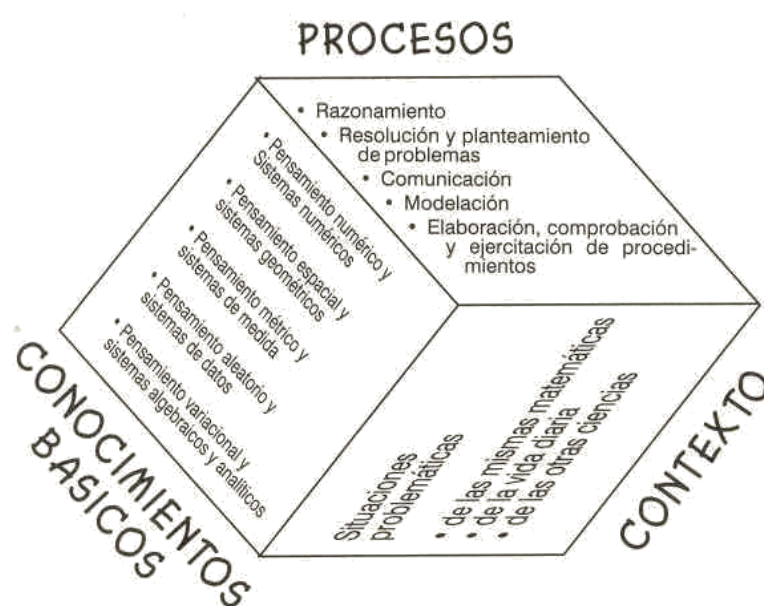 PROCESOS
• Razonamiento
• Resolución y planteamiento
de problemas
• Comunicación
• Modelación
• Elaboración, comprobación
y ejercitación de procedi-
mientos
• Pensamiento numérico y
Sistemas numéricos
• Pensamiento espacial y
sistemas geométricos
• Pensamiento métrico y
sistemas de medida
• Pensamiento aleatorio y
sistemas de datos
• Pensamiento variacional y
sistemas algebraicos y analíticos
CONOCIMIENTOS
BASICOS
Situaciones
problemáticas
• de las mismas matemáticas
• de la vida diaria
• de las otras ciencias
CONTEXTO